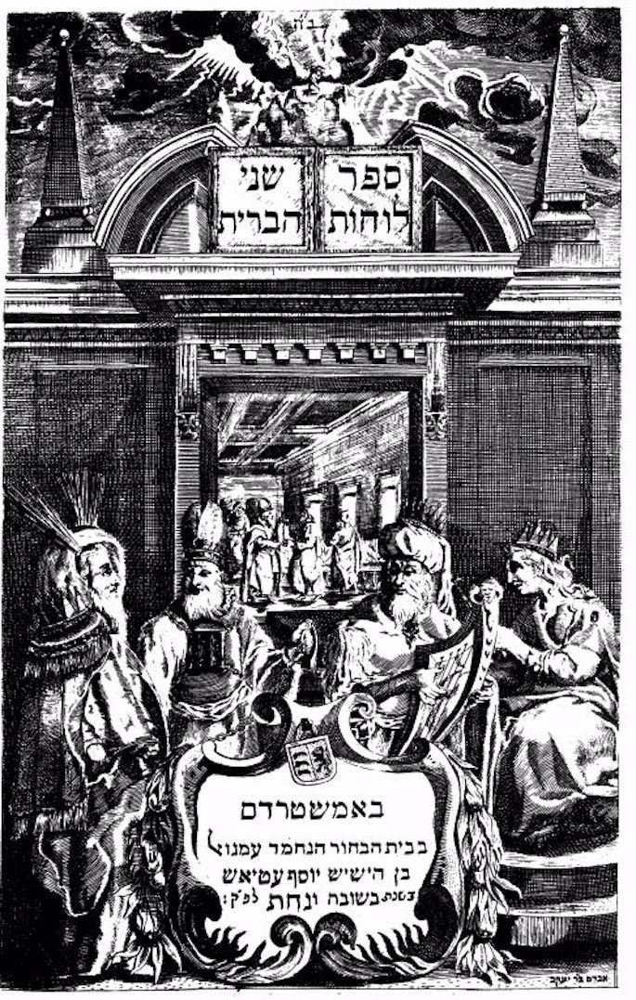 ספר שני
לוחות הברית
באמשטרדם
בבית הבחור הנחמד עמנואל
בן הישיש יוסף עטיאש
בשנת בשובה ונחת לפ״ק:
אברם בר יעקב